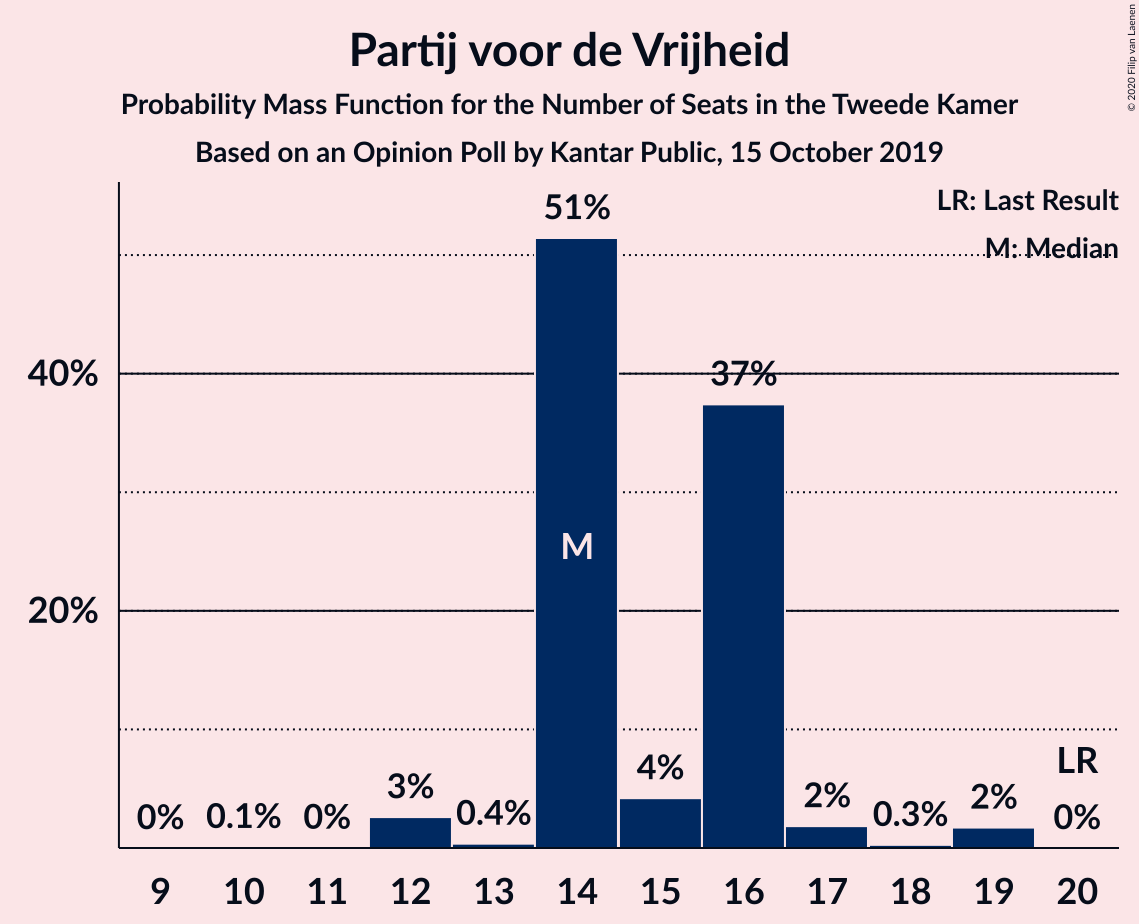 Partij voor de Vrijheid
Probability Mass Function for the Number of Seats in the Tweede Kamer
Based on an Opinion Poll by Kantar Public, 15 October 2019
© 2020 Filip van Laenen
LR: Last Result
M: Median
40%
20%
0%
0.1%
0%
3%
0.4%
51%
M
4%
37%
2%
0.3%
2%
LR
0%
9 10 11 12 13 14 15 16 17 18 19 20